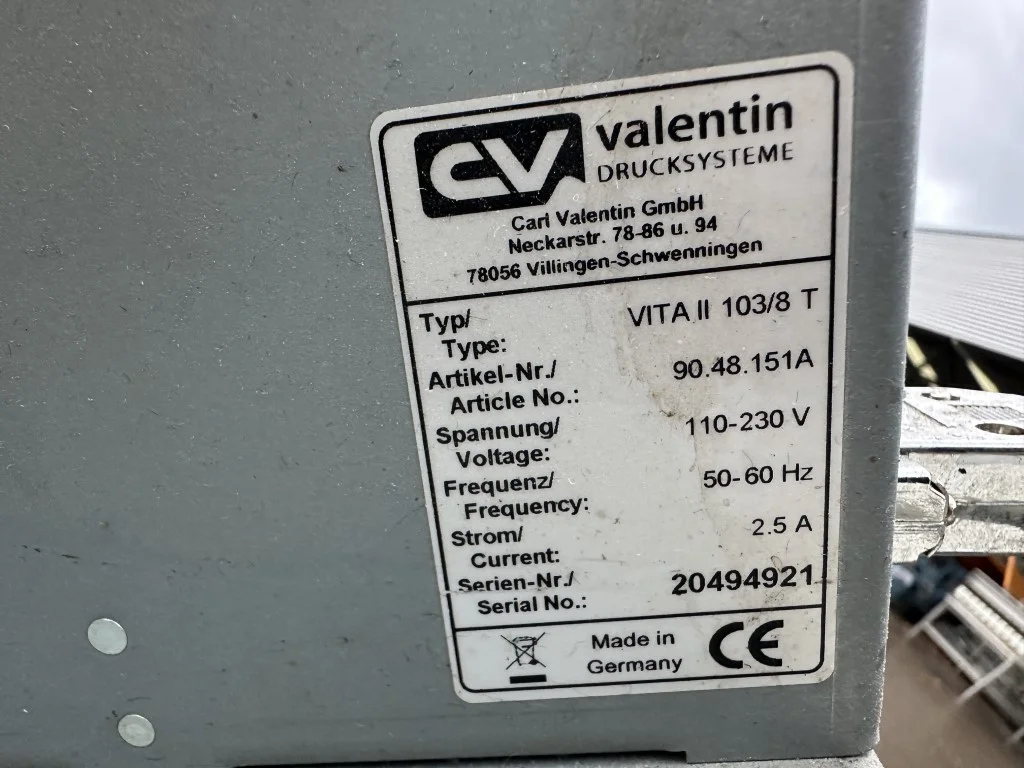 CV valentin
DRUCKSYSTEME
Carl Valentin GmbH
Neckarstr. 78-86 u. 94
78056 Villingen-Schwenningen
Typ/
Type:
VITA II 103/8 T
Artikel-Nr./
Article No.:
90.48.151A
Spannung/
Voltage:
110-230 V
Frequenz/
Frequency:
50-60 Hz
Strom/
Current:
2.5 A
Serien-Nr./
Serial No.:
20494921
Made in
Germany
CE